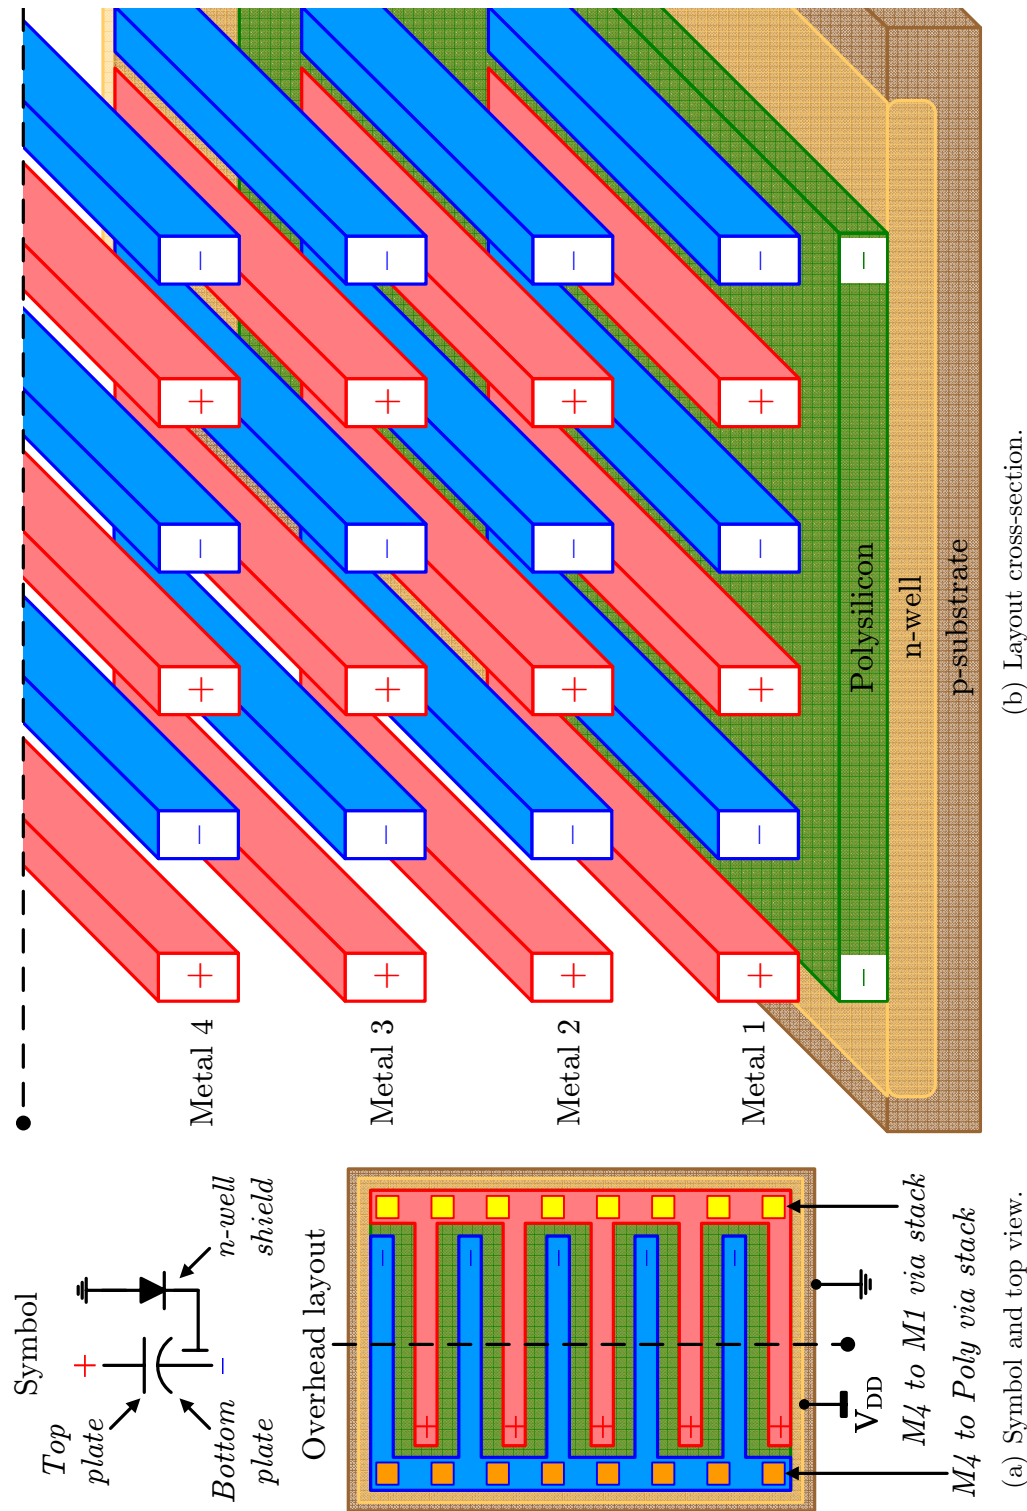 Symbol
+
Top
plate
−
Bottom
plate
n-well
shield
Overhead layout
−
−
−
−
−
+
+
+
+
+
V_DD
M4 to M1 via stack
M4 to Poly via stack
(a) Symbol and top view.
Metal 4
+ − + − + −
Metal 3
+ − + − + −
Metal 2
+ − + − + −
Metal 1
+ − + − + −
− Polysilicon −
n-well
p-substrate
(b) Layout cross-section.